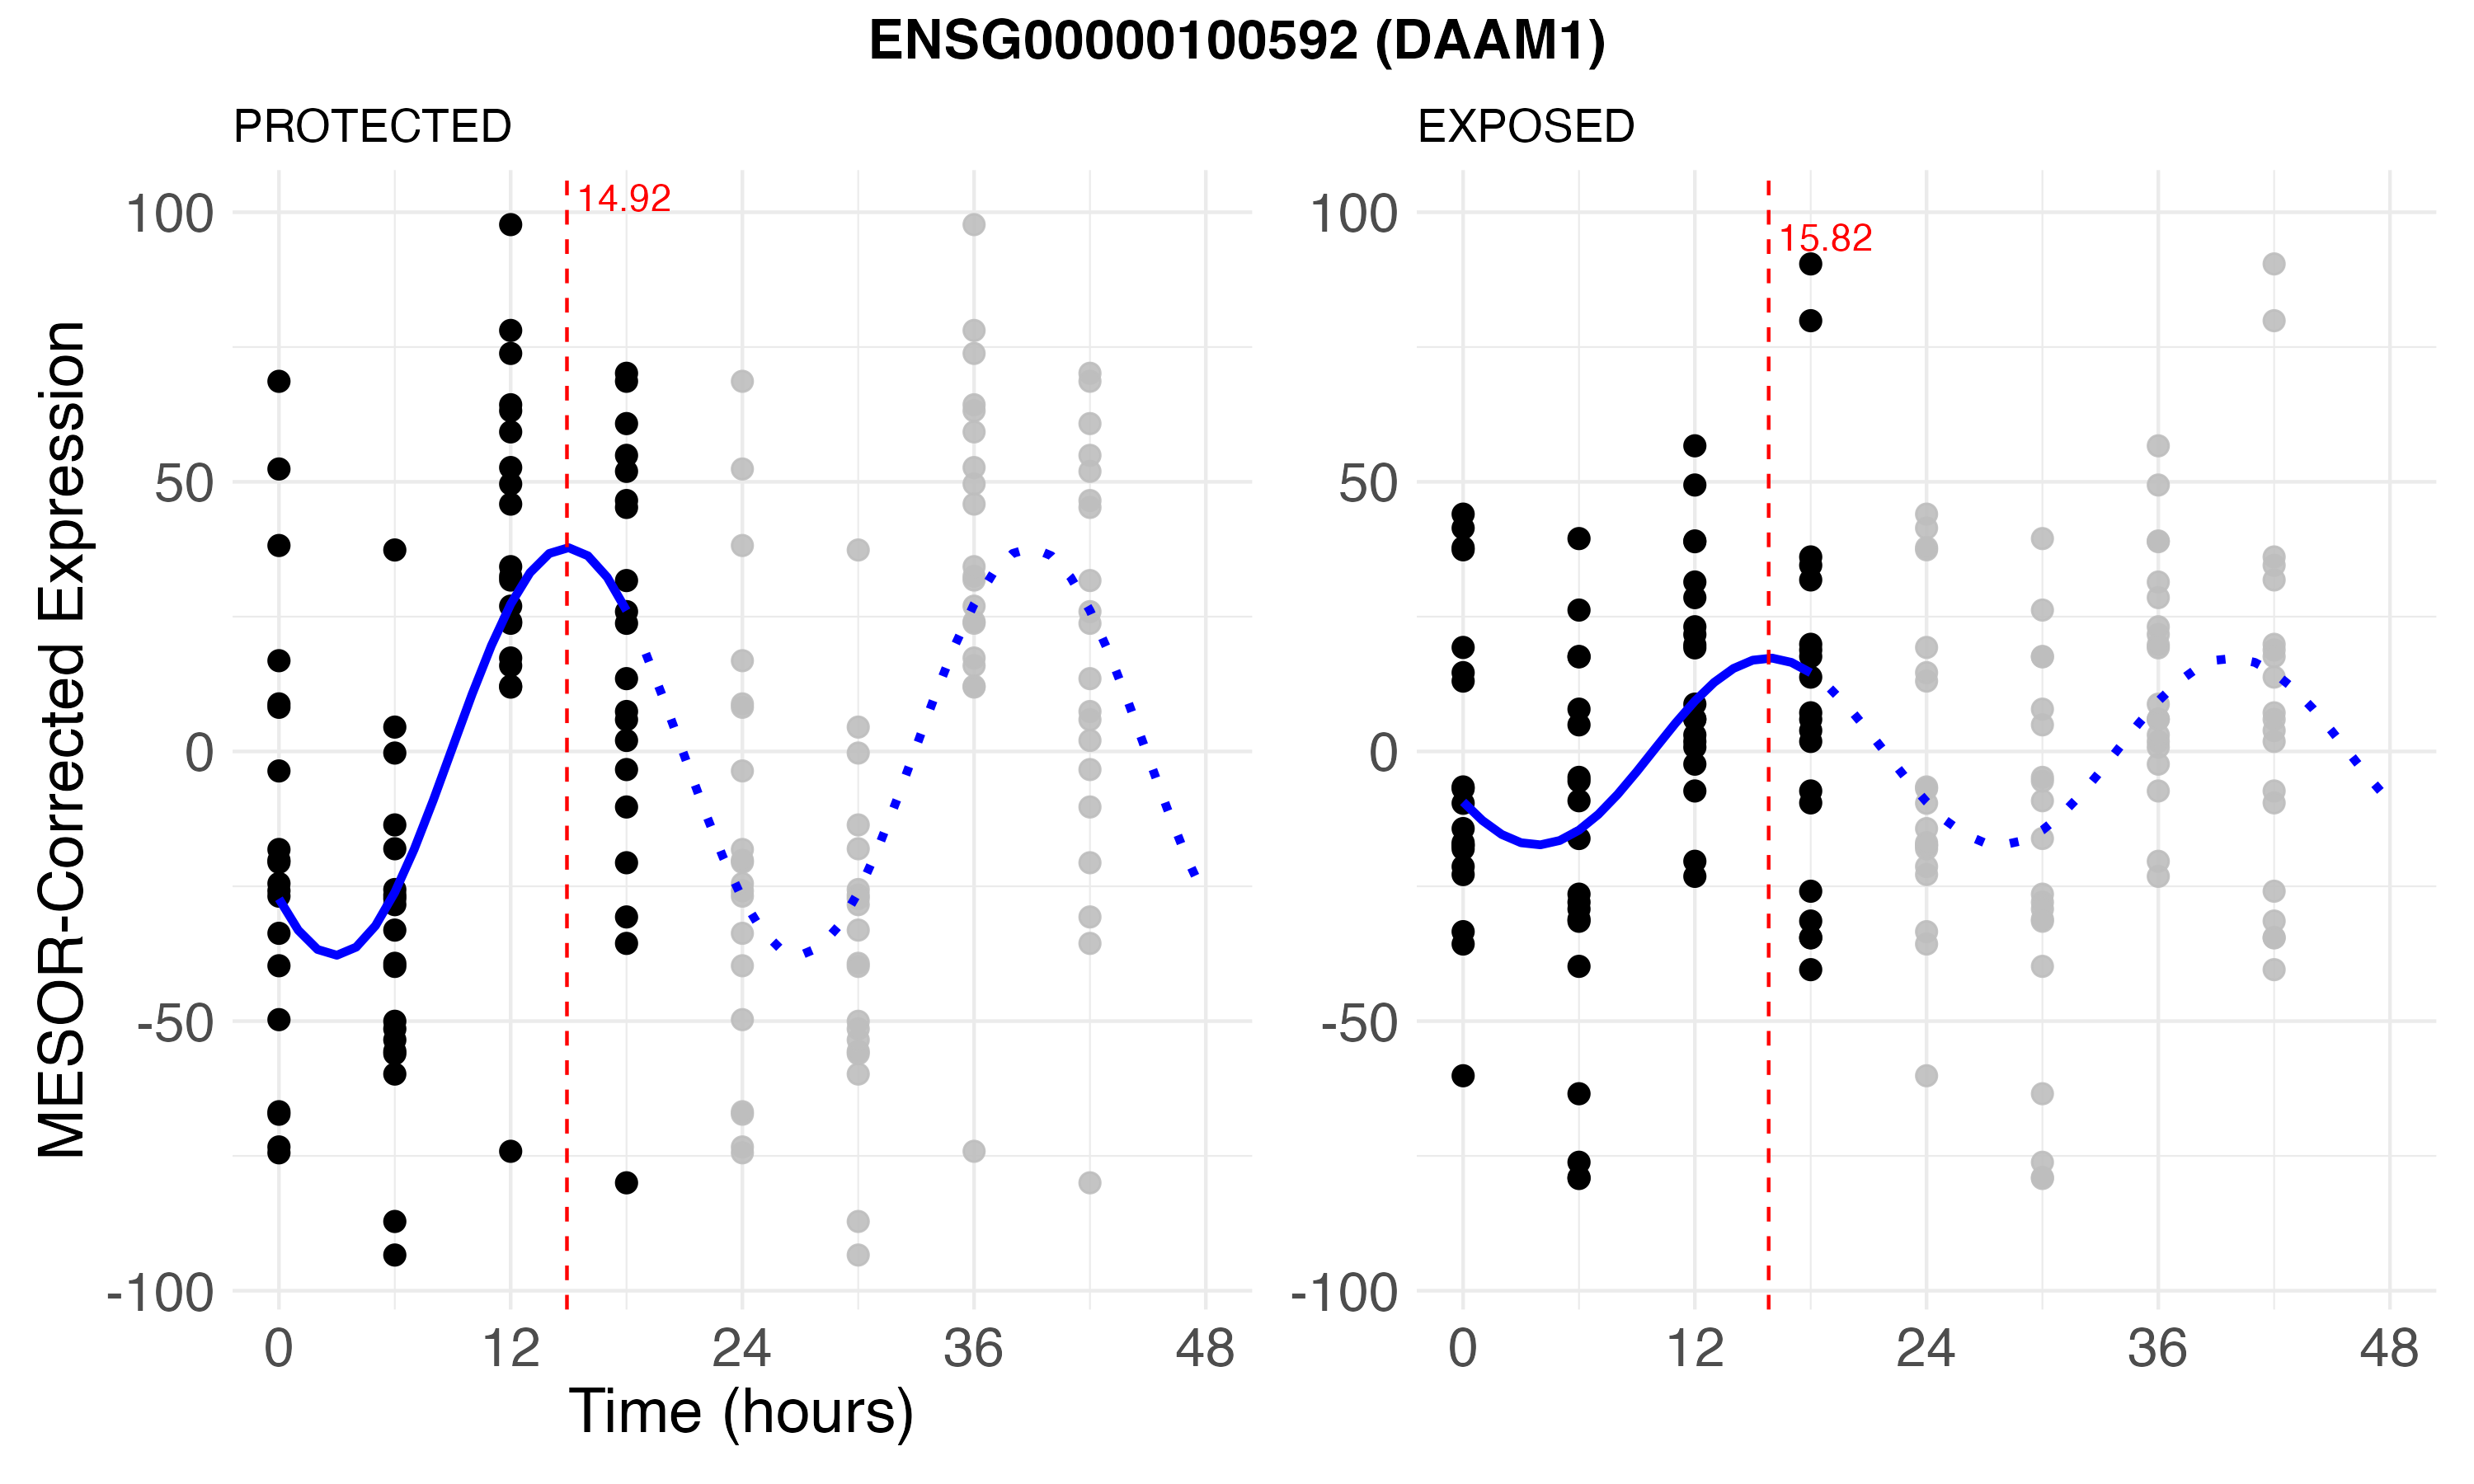 ENSG00000100592 (DAAM1)
PROTECTED
EXPOSED
MESOR-Corrected Expression
100
50
0
-50
-100
14.92
0 12 24 36 48
Time (hours)
100
50
0
-50
-100
15.82
0 12 24 36 48